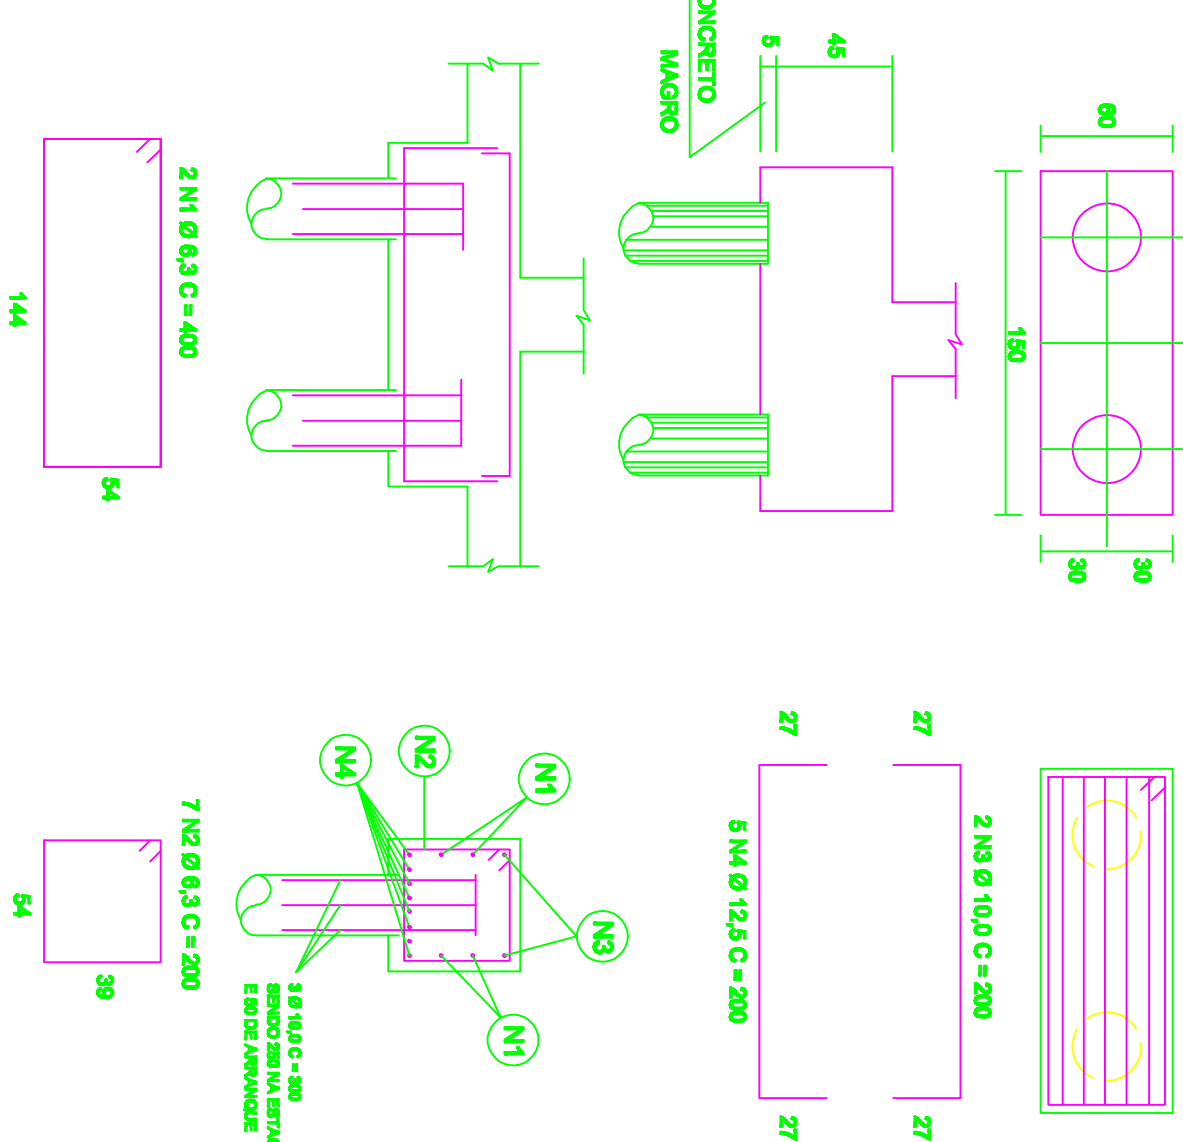 60
150
30
30
45
5
ONCRETO
MAGRO
2 N1 Ø 6,3 C = 400
144
54
27
27
2 N3 Ø 10,0 C = 200
27
27
5 N4 Ø 12,5 C = 200
N1
N2
N4
N3
N1
3 Ø 10,0 C = 300
SENDO 250 NA ESTA
E 50 DE ARRANQUE
7 N2 Ø 6,3 C = 200
54
39